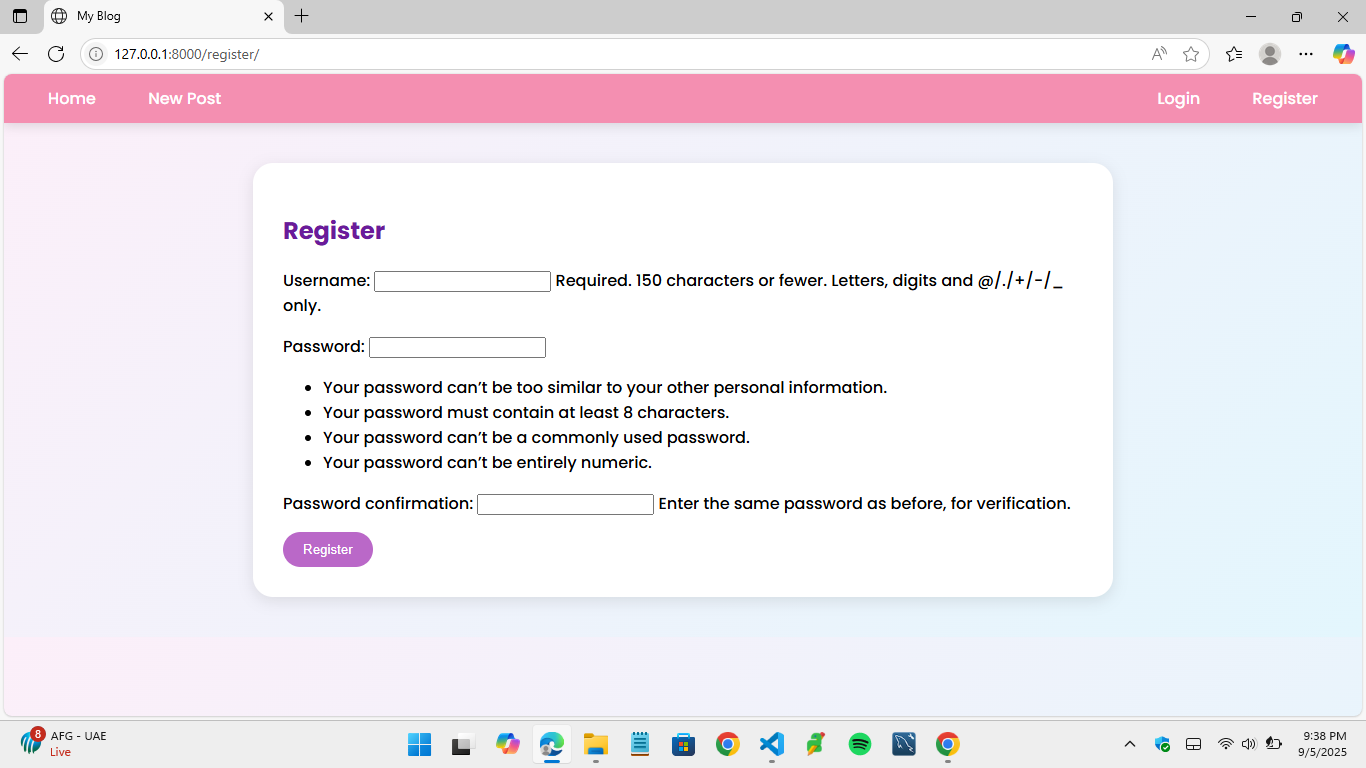 My Blog
127.0.0.1:8000/register/
Home New Post Login Register
Register
Username: Required. 150 characters or fewer. Letters, digits and @/./+/-/_
only.
Password:
Your password can’t be too similar to your other personal information.
Your password must contain at least 8 characters.
Your password can’t be a commonly used password.
Your password can’t be entirely numeric.
Password confirmation: Enter the same password as before, for verification.
Register
8
AFG - UAE
Live
9:38 PM
9/5/2025